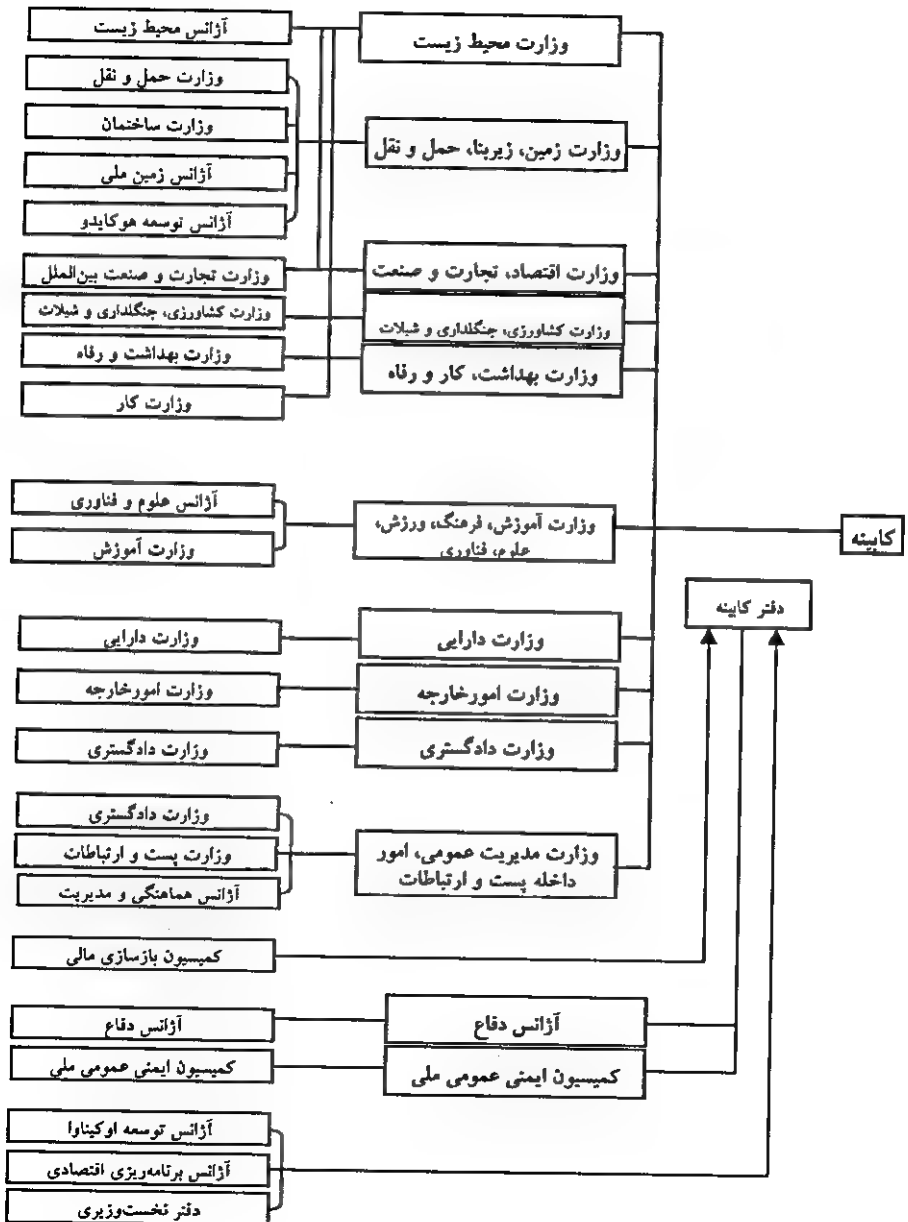 وزارت محیط زیست
آژانس محیط زیست
وزارت زمین، زیربنا، حمل و نقل
وزارت حمل و نقل
وزارت ساختمان
آژانس زمین ملی
آژانس توسعه هوکایدو
وزارت اقتصاد، تجارت و صنعت
وزارت تجارت و صنعت بین‌الملل
وزارت کشاورزی، جنگلداری و شیلات
وزارت کشاورزی، جنگلداری و شیلات
وزارت بهداشت، کار و رفاه
وزارت بهداشت و رفاه
وزارت کار
کابینه
وزارت آموزش، فرهنگ، ورزش،
علوم، فناوری
آژانس علوم و فناوری
وزارت آموزش
دفتر کابینه
وزارت دارایی
وزارت دارایی
وزارت امورخارجه
وزارت امورخارجه
وزارت دادگستری
وزارت دادگستری
وزارت مدیریت عمومی، امور
داخله پست و ارتباطات
وزارت دادگستری
وزارت پست و ارتباطات
آژانس هماهنگی و مدیریت
کمیسیون بازسازی مالی
آژانس دفاع
آژانس دفاع
کمیسیون ایمنی عمومی ملی
کمیسیون ایمنی عمومی ملی
آژانس توسعه اوکیناوا
آژانس برنامه‌ریزی اقتصادی
دفتر نخست‌وزیری